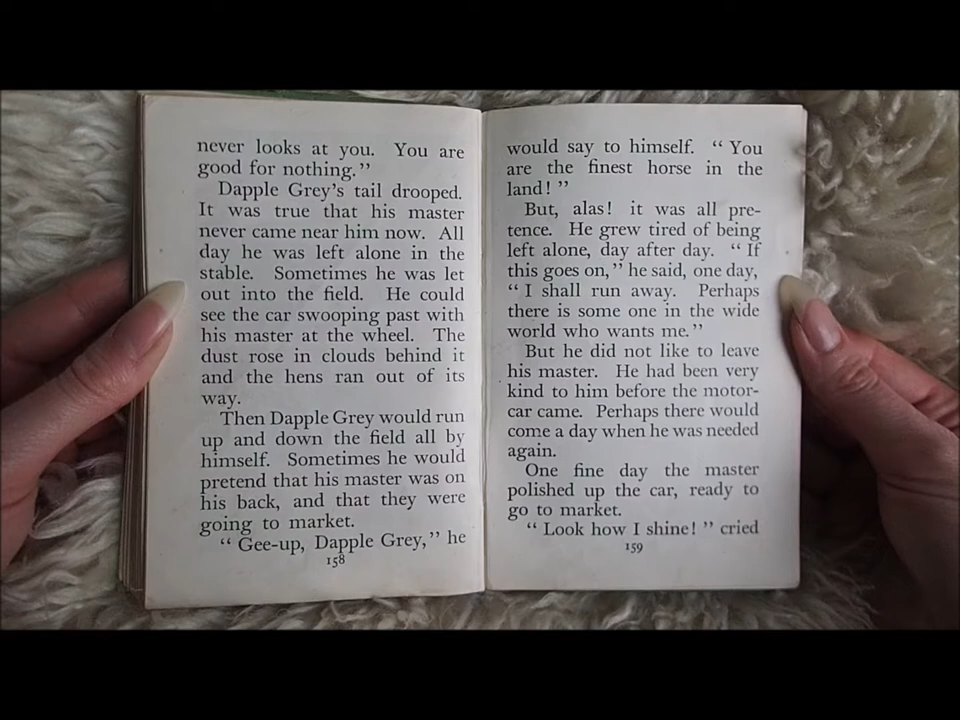 never looks at you. You are
good for nothing.”
Dapple Grey’s tail drooped.
It was true that his master
never came near him now. All
day he was left alone in the
stable. Sometimes he was let
out into the field. He could
see the car swooping past with
his master at the wheel. The
dust rose in clouds behind it
and the hens ran out of its
way.
Then Dapple Grey would run
up and down the field all by
himself. Sometimes he would
pretend that his master was on
his back, and that they were
going to market.
“ Gee-up, Dapple Grey,” he
158
would say to himself. “ You
are the finest horse in the
land! ”
But, alas! it was all pre-
tence. He grew tired of being
left alone, day after day. “ If
this goes on,” he said, one day,
“ I shall run away. Perhaps
there is some one in the wide
world who wants me.”
But he did not like to leave
his master. He had been very
kind to him before the motor-
car came. Perhaps there would
come a day when he was needed
again.
One fine day the master
polished up the car, ready to
go to market.
“ Look how I shine! ” cried
159